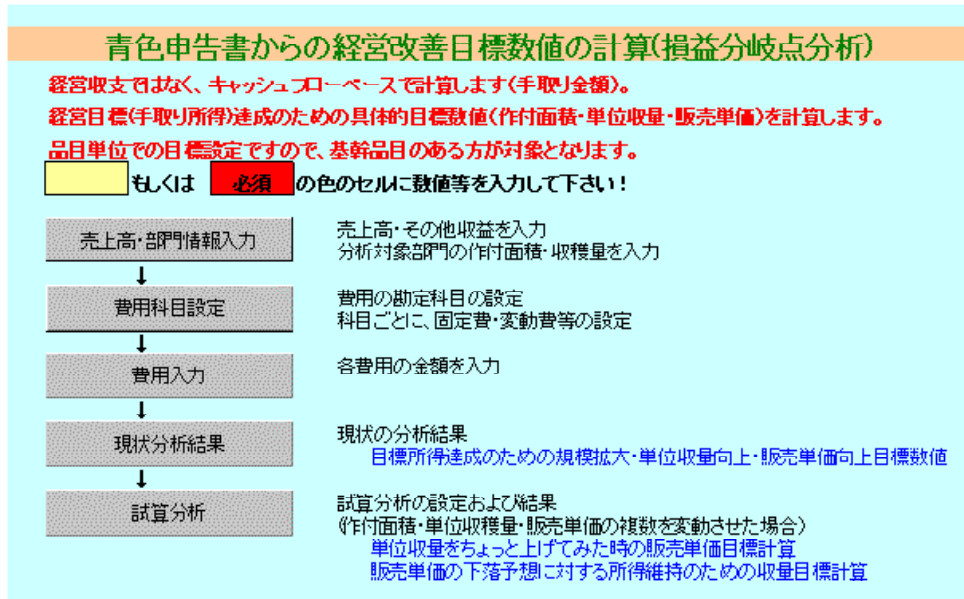 青色申告書からの経営改善目標数値の計算(損益分岐点分析)
経営収支ではなく、キャッシュフローベースで計算します(手取り金額)。
経営目標(手取り所得)達成のための具体的目標数値(作付面積・単位収量・販売単価)を計算します。
品目単位での目標設定ですので、基幹品目のある方が対象となります。
もしくは 必須 の色のセルに数値等を入力して下さい!
売上高・部門情報入力
売上高・その他収益を入力
分析対象部門の作付面積・収穫量を入力
↓
費用科目設定
費用の勘定科目の設定
科目ごとに、固定費・変動費等の設定
↓
費用入力
各費用の金額を入力
↓
現状分析結果
現状の分析結果
目標所得達成のための規模拡大・単位収量向上・販売単価向上目標数値
↓
試算分析
試算分析の設定および結果
(作付面積・単位収穫量・販売単価の複数を変動させた場合)
単位収量をちょっと上げてみた時の販売単価目標計算
販売単価の下落予想に対する所得維持のための収量目標計算